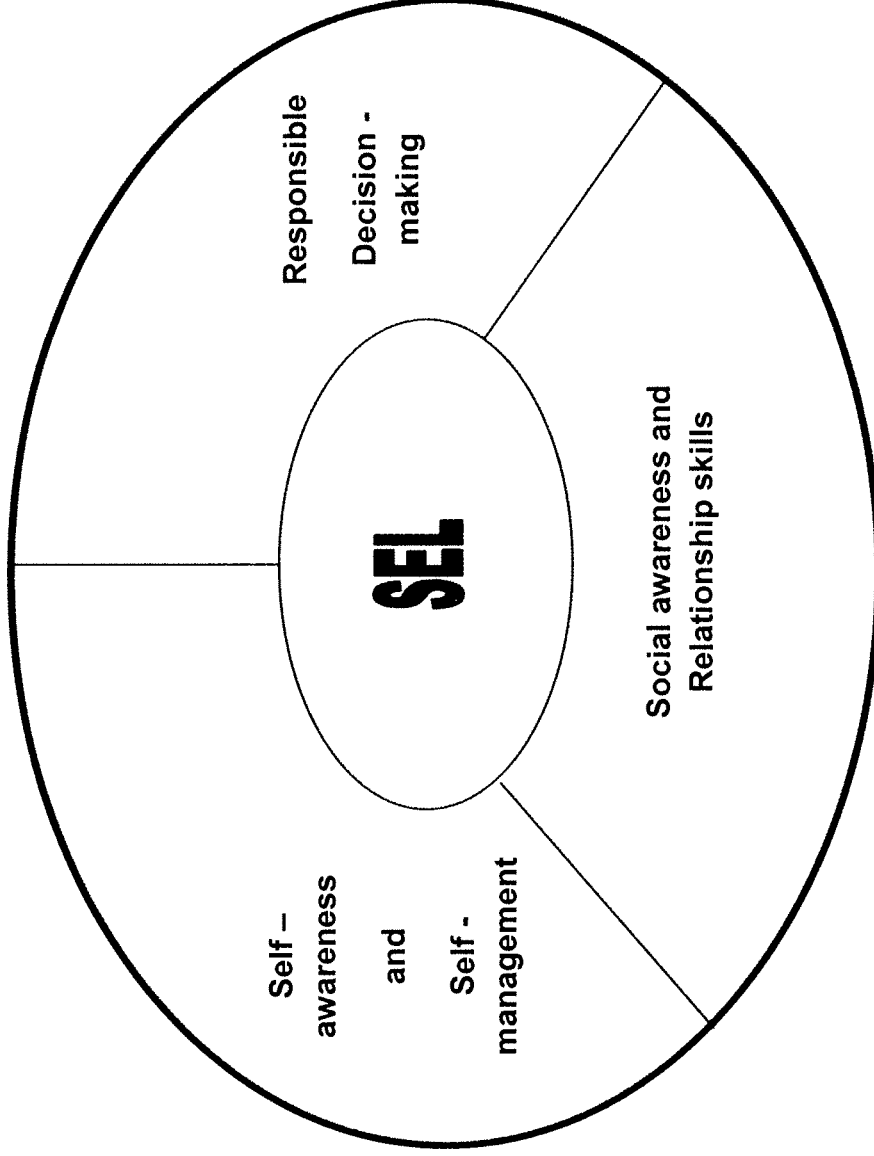 Self –
awareness
and
Self -
management
Responsible
Decision -
making
SEL
Social awareness and
Relationship skills